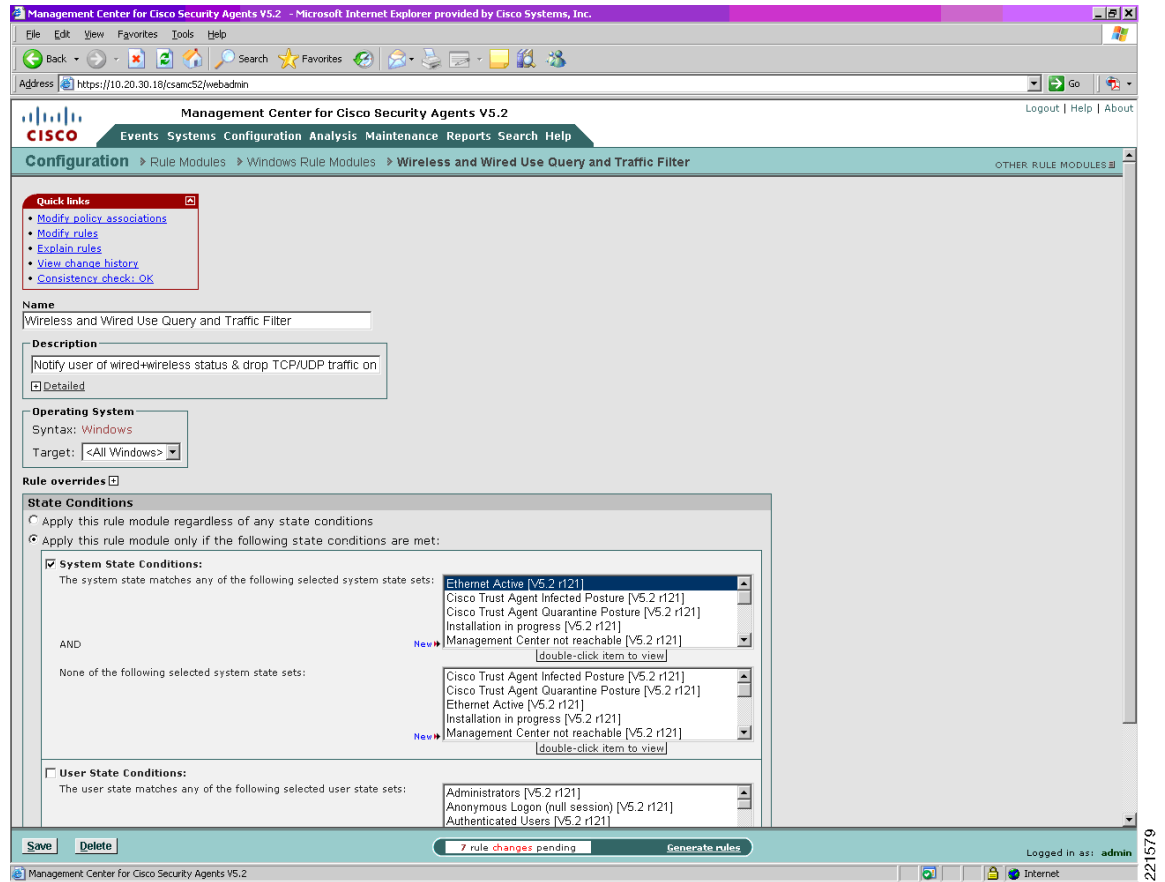 Management Center for Cisco Security Agents V5.2 - Microsoft Internet Explorer provided by Cisco Systems, Inc.
File Edit View Favorites Tools Help
Back Search Favorites
Address https://10.20.30.18/csamc52/webadmin Go
Management Center for Cisco Security Agents V5.2
Logout | Help | About
CISCO
Events Systems Configuration Analysis Maintenance Reports Search Help
Configuration Rule Modules Windows Rule Modules Wireless and Wired Use Query and Traffic Filter
OTHER RULE MODULES
Quick links
• Modify policy associations
• Modify rules
• Explain rules
• View change history
• Consistency check: OK
Name
Wireless and Wired Use Query and Traffic Filter
Description
Notify user of wired+wireless status & drop TCP/UDP traffic on
Detailed
Operating System
Syntax: Windows
Target: <All Windows>
Rule overrides
State Conditions
Apply this rule module regardless of any state conditions
Apply this rule module only if the following state conditions are met:
System State Conditions:
The system state matches any of the following selected system state sets:
Ethernet Active [V5.2 r121]
Cisco Trust Agent Infected Posture [V5.2 r121]
Cisco Trust Agent Quarantine Posture [V5.2 r121]
Installation in progress [V5.2 r121]
Management Center not reachable [V5.2 r121]
AND
New
double-click item to view
None of the following selected system state sets:
Cisco Trust Agent Infected Posture [V5.2 r121]
Cisco Trust Agent Quarantine Posture [V5.2 r121]
Ethernet Active [V5.2 r121]
Installation in progress [V5.2 r121]
Management Center not reachable [V5.2 r121]
New
double-click item to view
User State Conditions:
The user state matches any of the following selected user state sets:
Administrators [V5.2 r121]
Anonymous Logon (null session) [V5.2 r121]
Authenticated Users [V5.2 r121]
Save Delete
7 rule changes pending
Generate rules
Logged in as: admin
Management Center for Cisco Security Agents V5.2
Internet
221579